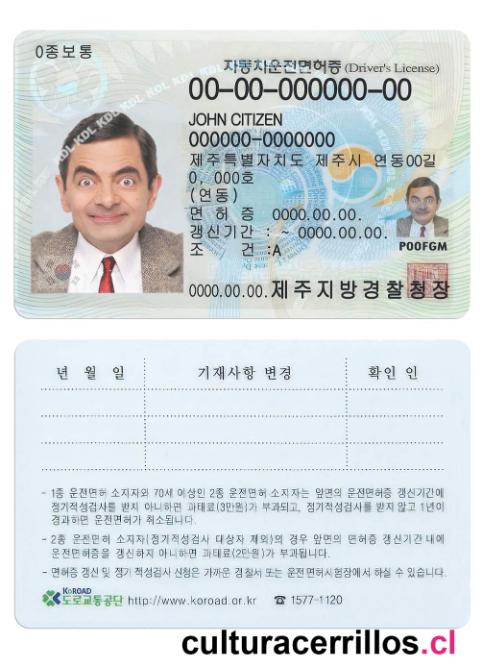 0종보통
자동차운전면허증 (Driver's License)
00-00-000000-00
JOHN CITIZEN
000000-0000000
제주특별자치도 제주시 연동00길
0, 000호
(연동)
면 허 증 0000.00.00.
갱신기간 : ~ 0000.00.00.
조 건 :A
P00FGM
0000.00.00. 제주지방경찰청장
KDL KDL KDL KDL KDL
년 월 일 기재사항 변경 확인 인
- 1종 운전면허 소지자와 70세 이상인 2종 운전면허 소지자는 앞면의 운전면허증 갱신기간에
정기적성검사를 받지 아니하면 과태료(3만원)가 부과되고, 정기적성검사를 받지 않고 1년이
경과하면 운전면허가 취소됩니다.
- 2종 운전면허 소지자(정기적성검사 대상자 제외)의 경우 앞면의 면허증 갱신기간 내에
운전면허증을 갱신하지 아니하면 과태료(2만원)가 부과됩니다.
- 면허증 갱신 및 정기 적성검사 신청은 가까운 경찰서 또는 운전면허시험장에서 하실 수 있습니다.
KoROAD
도로교통공단 http://www.koroad.or.kr ☎ 1577-1120
culturacerrillos.cl